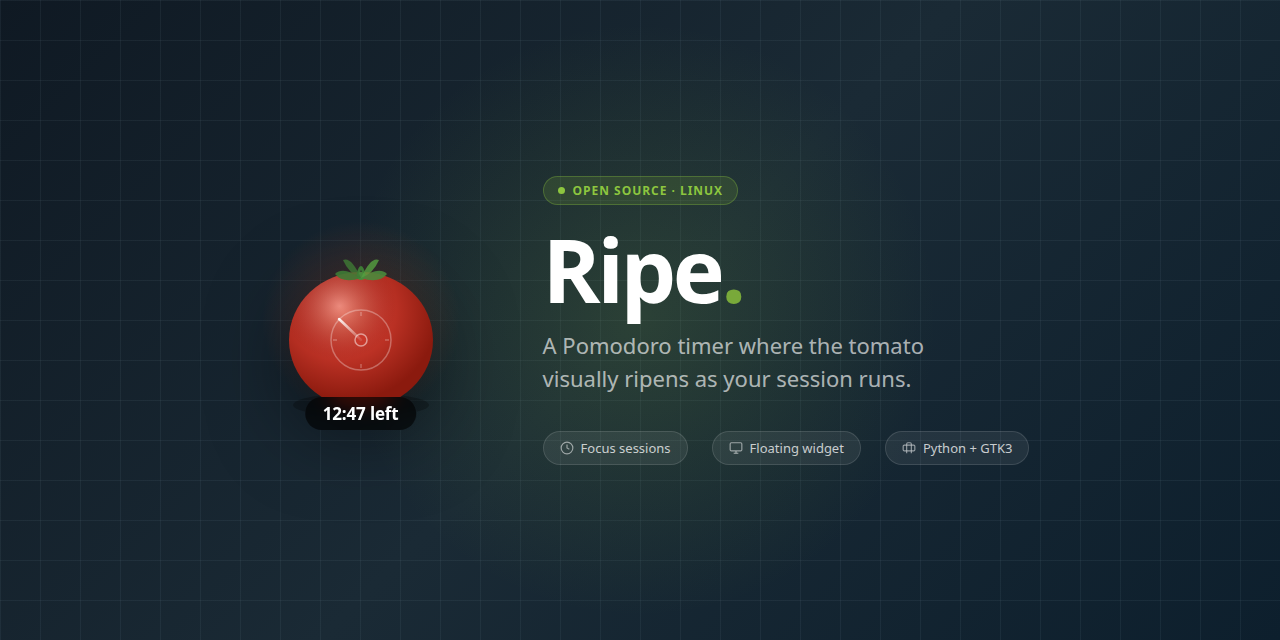 OPEN SOURCE · LINUX
Ripe.
A Pomodoro timer where the tomato
visually ripens as your session runs.
12:47 left
Focus sessions
Floating widget
Python + GTK3